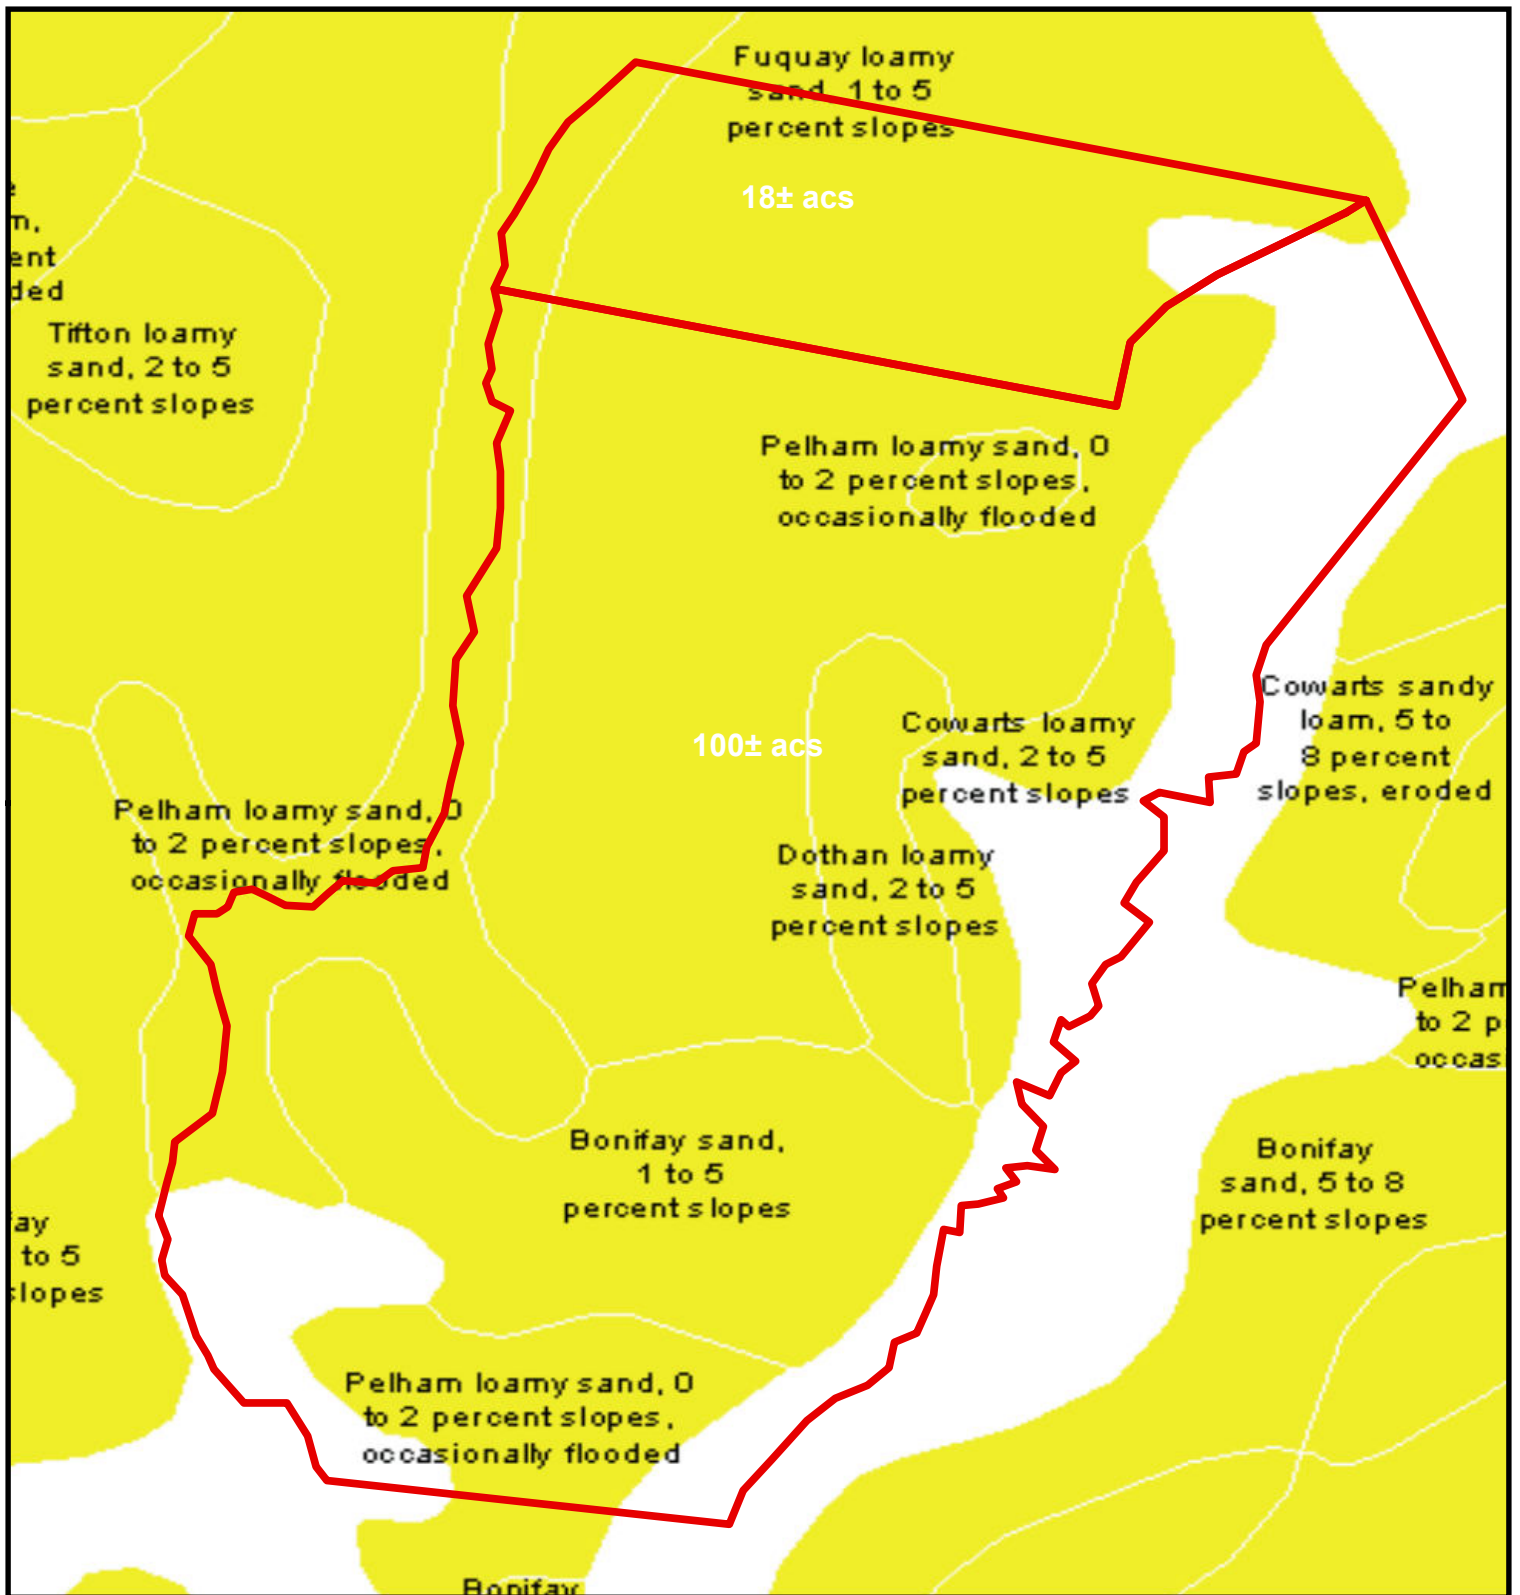 Fuquay loamy
sand, 1 to 5
percent slopes
18± acs
m,
ent
ded
Tifton loamy
sand, 2 to 5
percent slopes
Pelham loamy sand, 0
to 2 percent slopes,
occasionally flooded
Cowarts sandy
loam, 5 to
8 percent
slopes, eroded
Cowarts loamy
sand, 2 to 5
percent slopes
100± acs
Pelham loamy sand, 0
to 2 percent slopes,
occasionally flooded
Dothan loamy
sand, 2 to 5
percent slopes
Pelham
to 2 p
occas
Bonifay sand,
1 to 5
percent slopes
Bonifay
sand, 5 to 8
percent slopes
ay
to 5
slopes
Pelham loamy sand, 0
to 2 percent slopes,
occasionally flooded
Bonifay